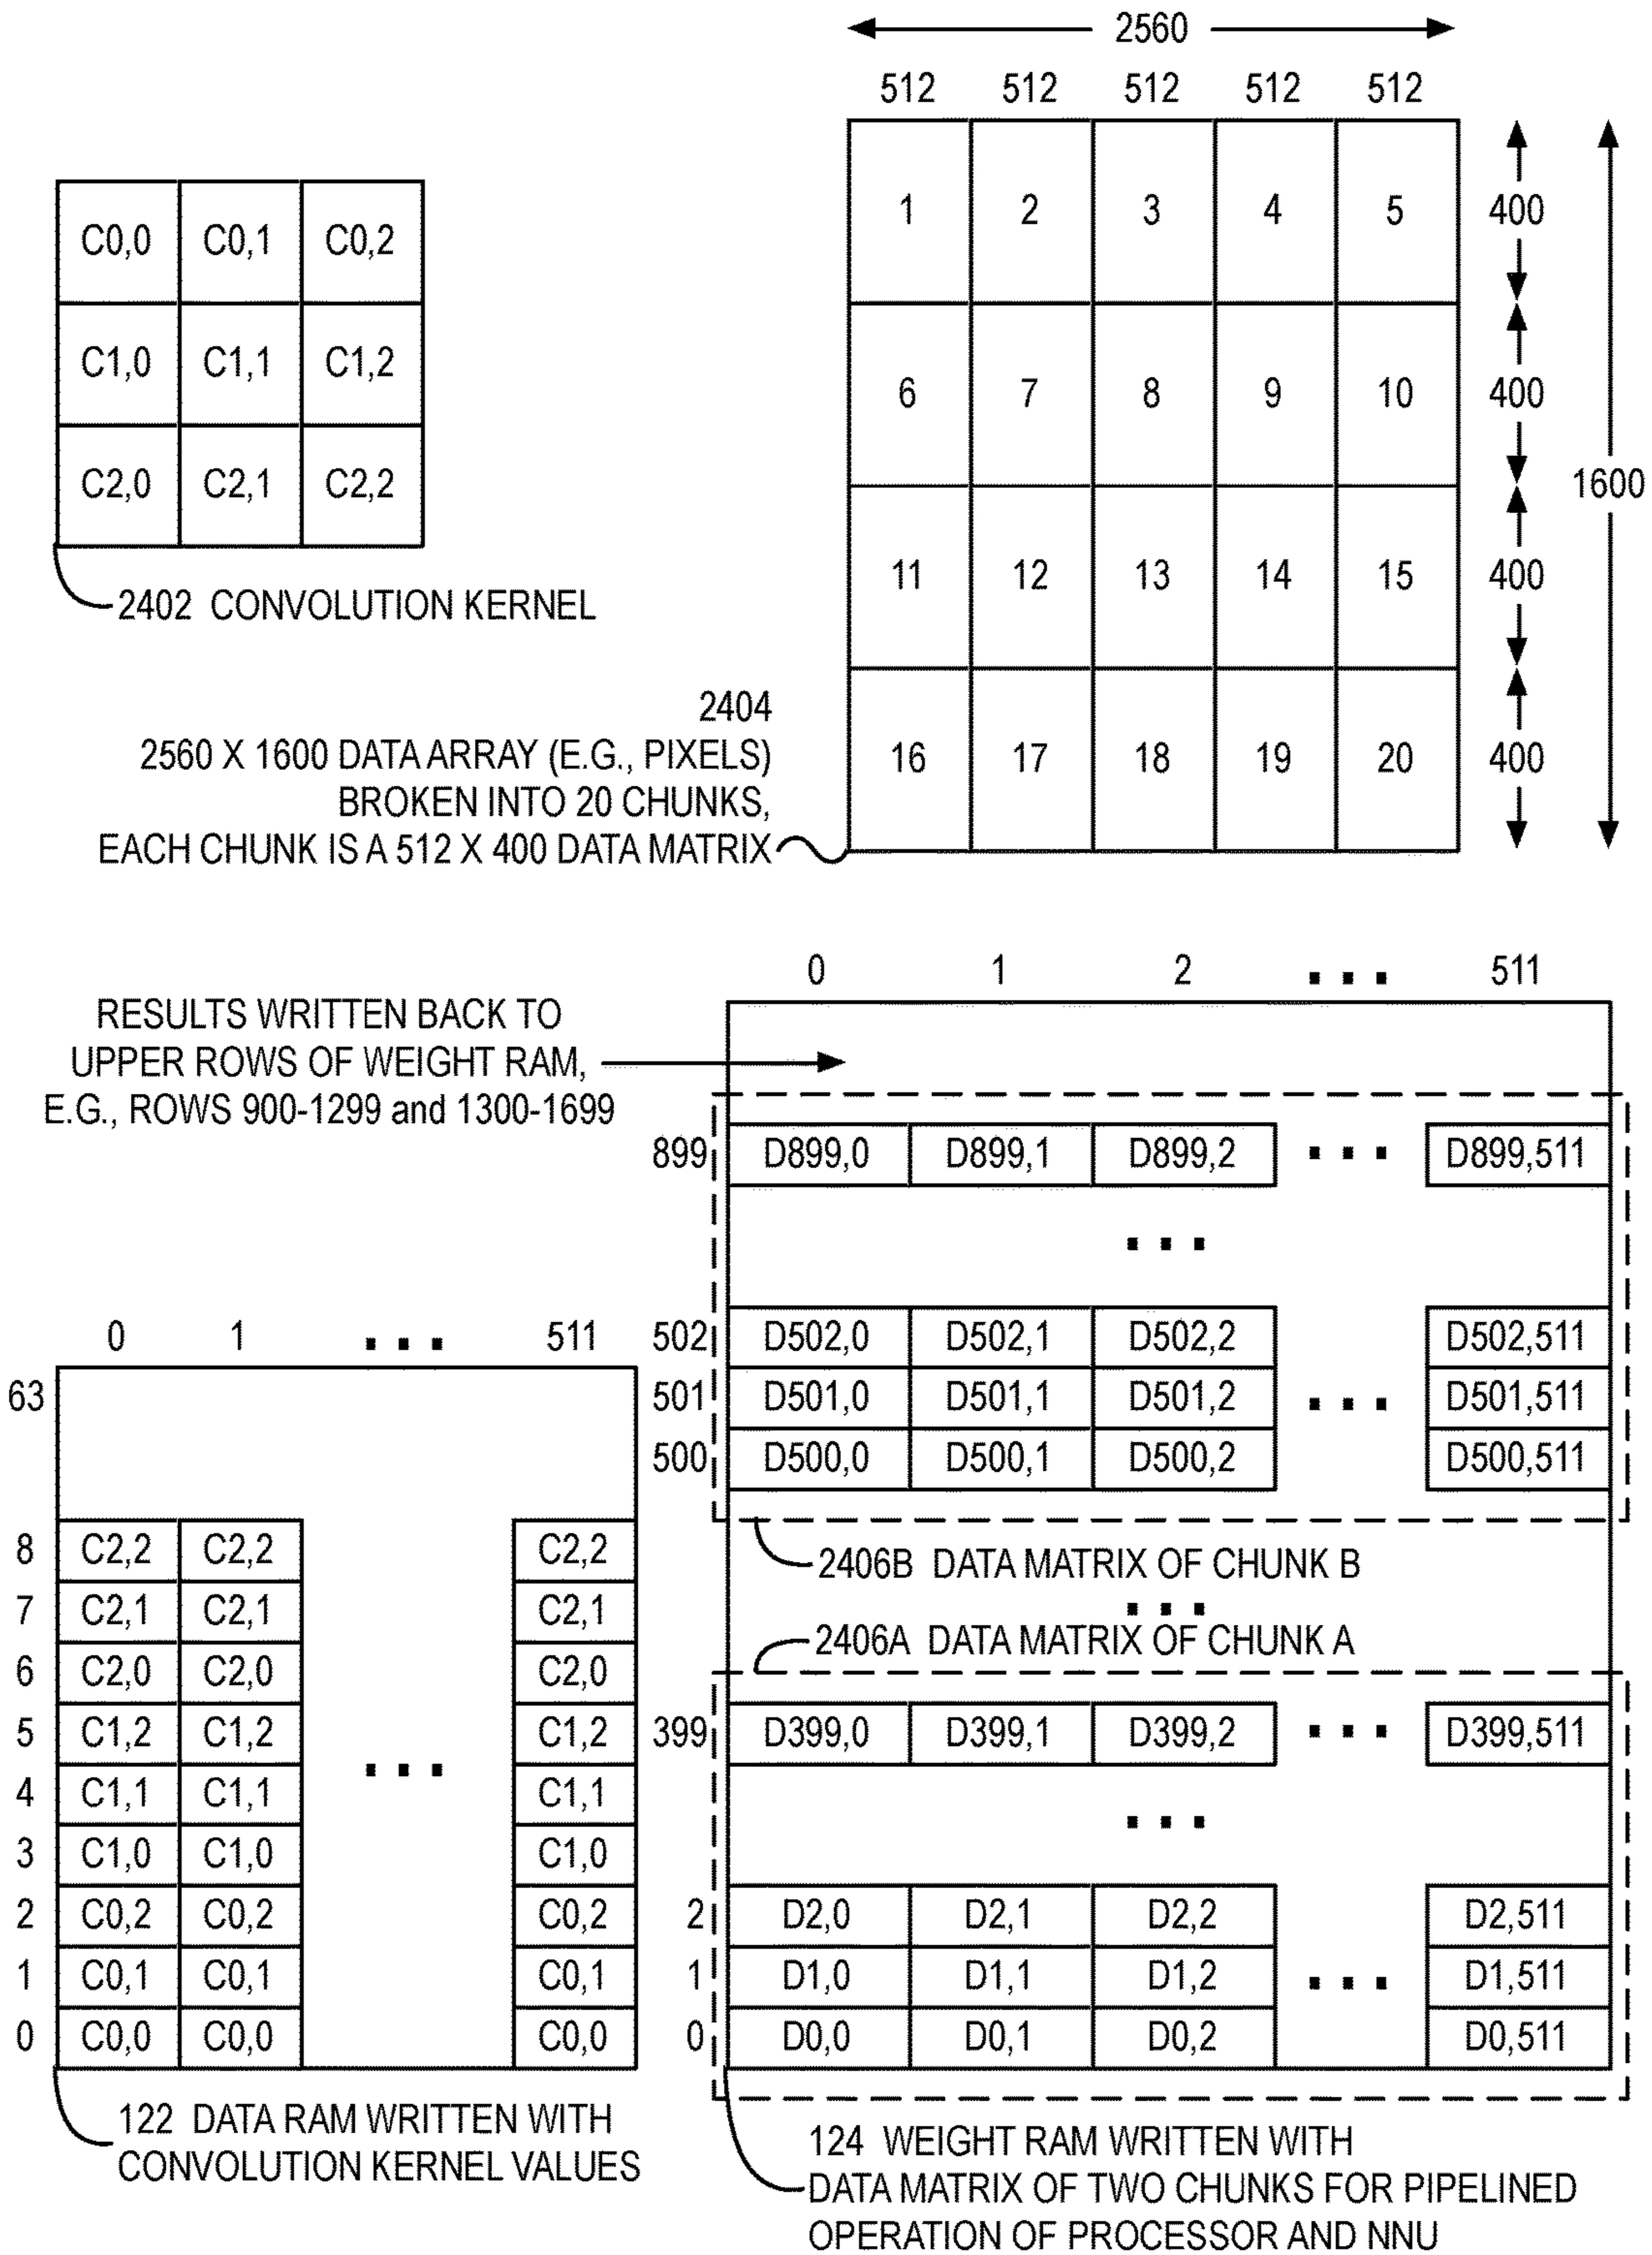 2560
512 512 512 512 512
1 2 3 4 5 400
6 7 8 9 10 400
1600
11 12 13 14 15 400
16 17 18 19 20 400
C0,0 C0,1 C0,2
C1,0 C1,1 C1,2
C2,0 C2,1 C2,2
2402 CONVOLUTION KERNEL
2404
2560 X 1600 DATA ARRAY (E.G., PIXELS)
BROKEN INTO 20 CHUNKS,
EACH CHUNK IS A 512 X 400 DATA MATRIX
RESULTS WRITTEN BACK TO
UPPER ROWS OF WEIGHT RAM,
E.G., ROWS 900-1299 and 1300-1699
0 1 2 ... 511
899 D899,0 D899,1 D899,2 ... D899,511
...
502 D502,0 D502,1 D502,2 D502,511
501 D501,0 D501,1 D501,2 ... D501,511
500 D500,0 D500,1 D500,2 D500,511
2406B DATA MATRIX OF CHUNK B
...
2406A DATA MATRIX OF CHUNK A
399 D399,0 D399,1 D399,2 ... D399,511
...
2 D2,0 D2,1 D2,2 D2,511
1 D1,0 D1,1 D1,2 ... D1,511
0 D0,0 D0,1 D0,2 D0,511
124 WEIGHT RAM WRITTEN WITH
DATA MATRIX OF TWO CHUNKS FOR PIPELINED
OPERATION OF PROCESSOR AND NNU
0 1 ... 511
63
8 C2,2 C2,2 C2,2
7 C2,1 C2,1 C2,1
6 C2,0 C2,0 C2,0
5 C1,2 C1,2 C1,2
...
4 C1,1 C1,1 C1,1
3 C1,0 C1,0 C1,0
2 C0,2 C0,2 C0,2
1 C0,1 C0,1 C0,1
0 C0,0 C0,0 C0,0
122 DATA RAM WRITTEN WITH
CONVOLUTION KERNEL VALUES